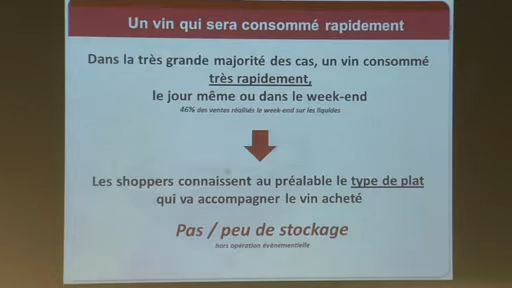 Un vin qui sera consommé rapidement
Dans la très grande majorité des cas, un vin consommé
très rapidement,
le jour même ou dans le week-end
46% des ventes réalisés le week-end sur les liquides
Les shoppers connaissent au préalable le type de plat
qui va accompagner le vin acheté
Pas / peu de stockage
hors opération évènementielle